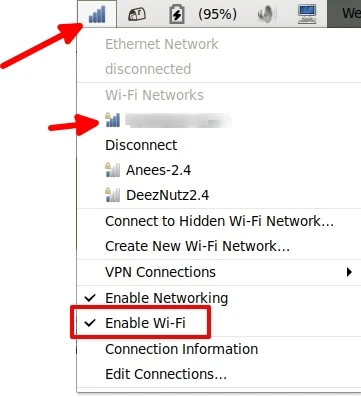 (95%)
We
Ethernet Network
disconnected
Wi-Fi Networks
Disconnect
Anees-2.4
DeezNutz2.4
Connect to Hidden Wi-Fi Network...
Create New Wi-Fi Network...
VPN Connections
Enable Networking
Enable Wi-Fi
Connection Information
Edit Connections...